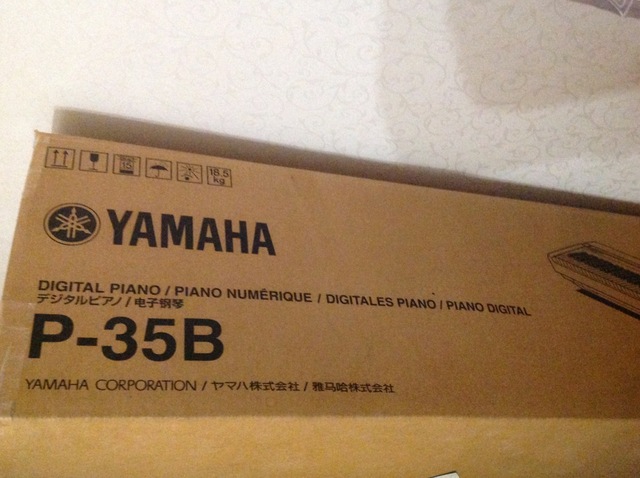 15
18.5
kg
YAMAHA
DIGITAL PIANO / PIANO NUMÉRIQUE / DIGITALES PIANO / PIANO DIGITAL
デジタルピアノ / 电子钢琴
P-35B
YAMAHA CORPORATION / ヤマハ株式会社 / 雅马哈株式会社